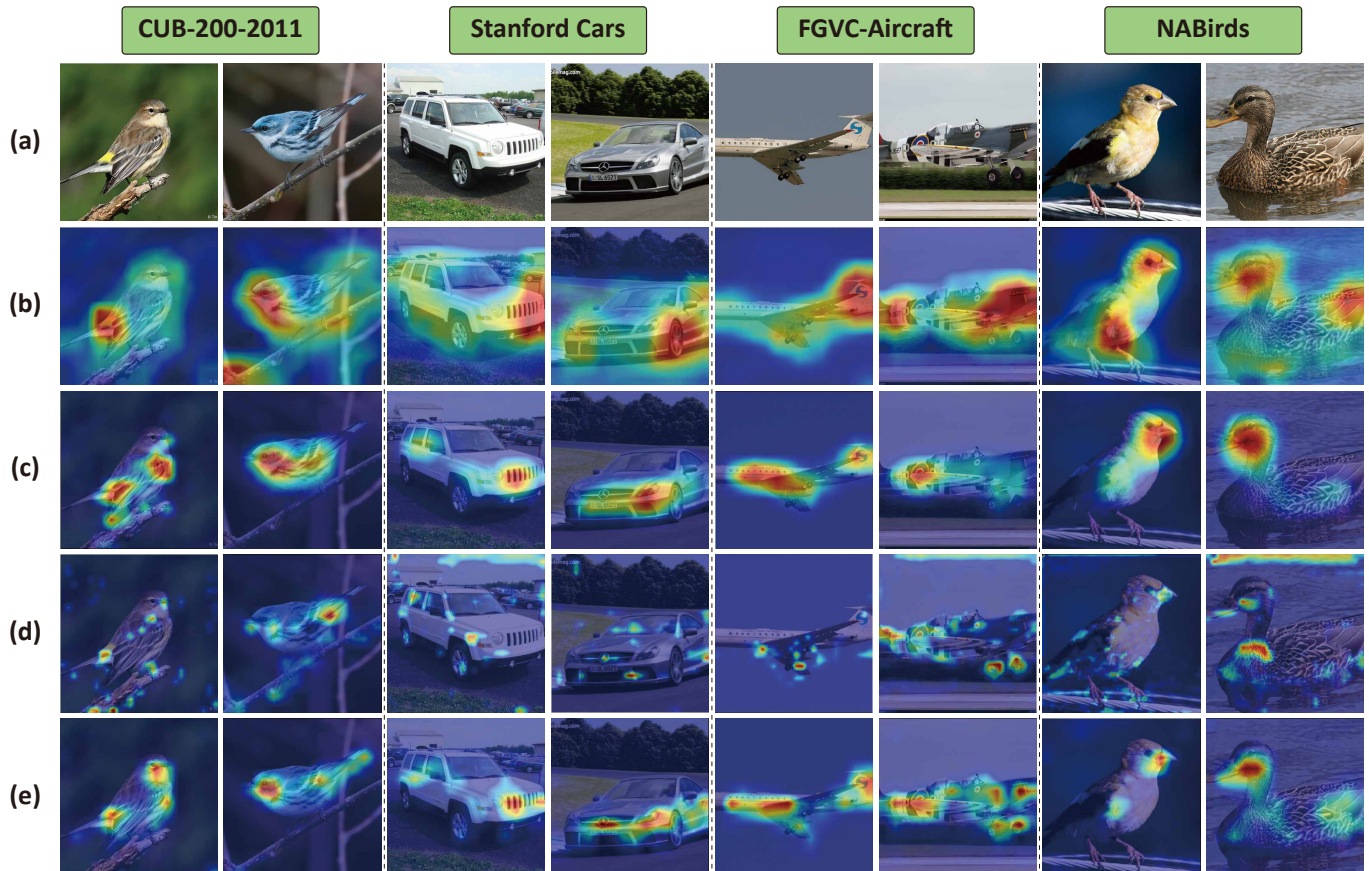 CUB-200-2011
Stanford Cars
FGVC-Aircraft
NABirds
(a)
(b)
(c)
(d)
(e)